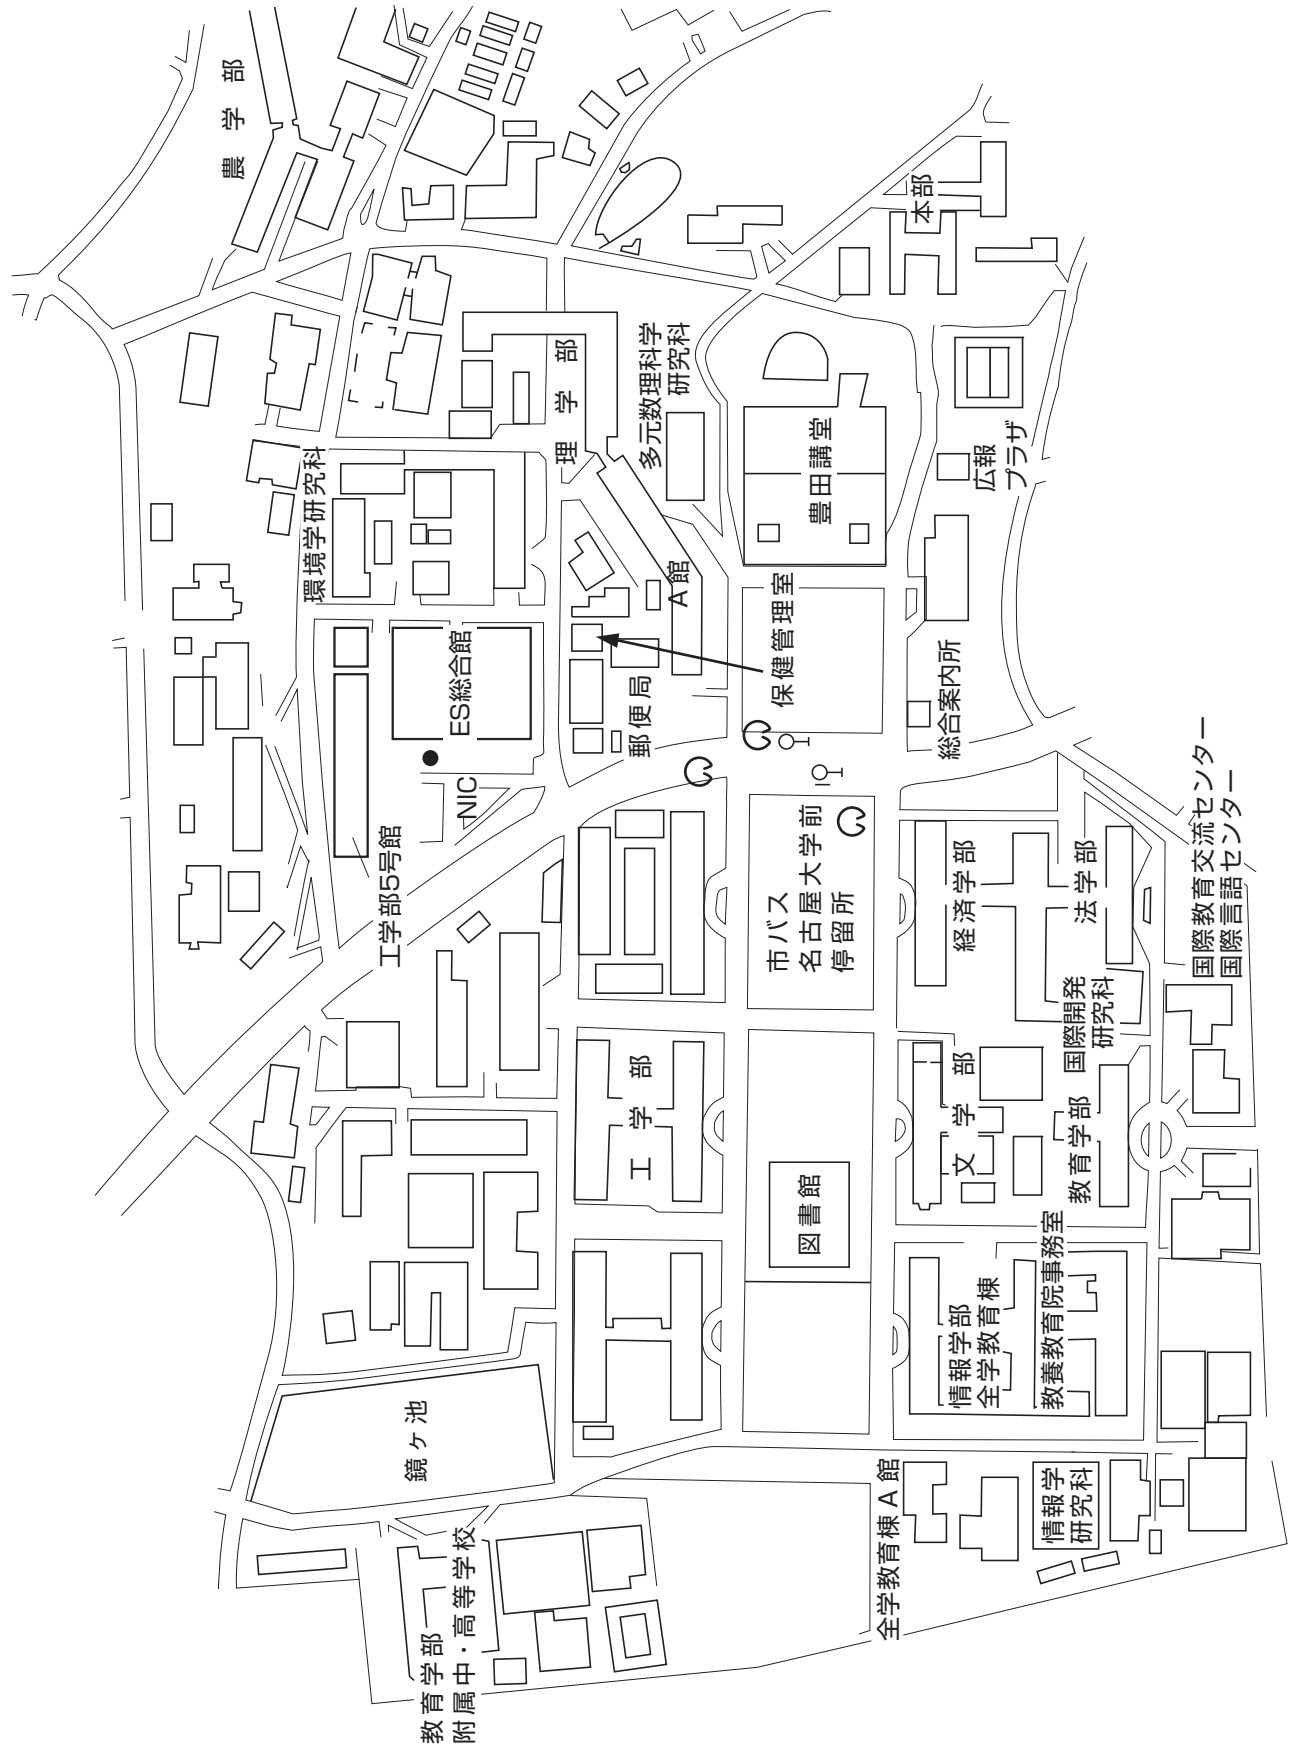 農学部
環境学研究科
理学部
多元数理科学
研究科
本部
豊田講堂
広報
プラザ
A館
保健管理室
ES総合館
郵便局
総合案内所
NIC
工学部5号館
市バス
名古屋大学前
停留所
経済学部
法学部
国際教育交流センター
国際言語センター
国際開発
研究科
工学部
文学部
教育学部
図書館
情報学部
全学教育棟
教養教育院事務室
鏡ヶ池
全学教育棟A館
情報学
研究科
教育学部
附属中・高等学校